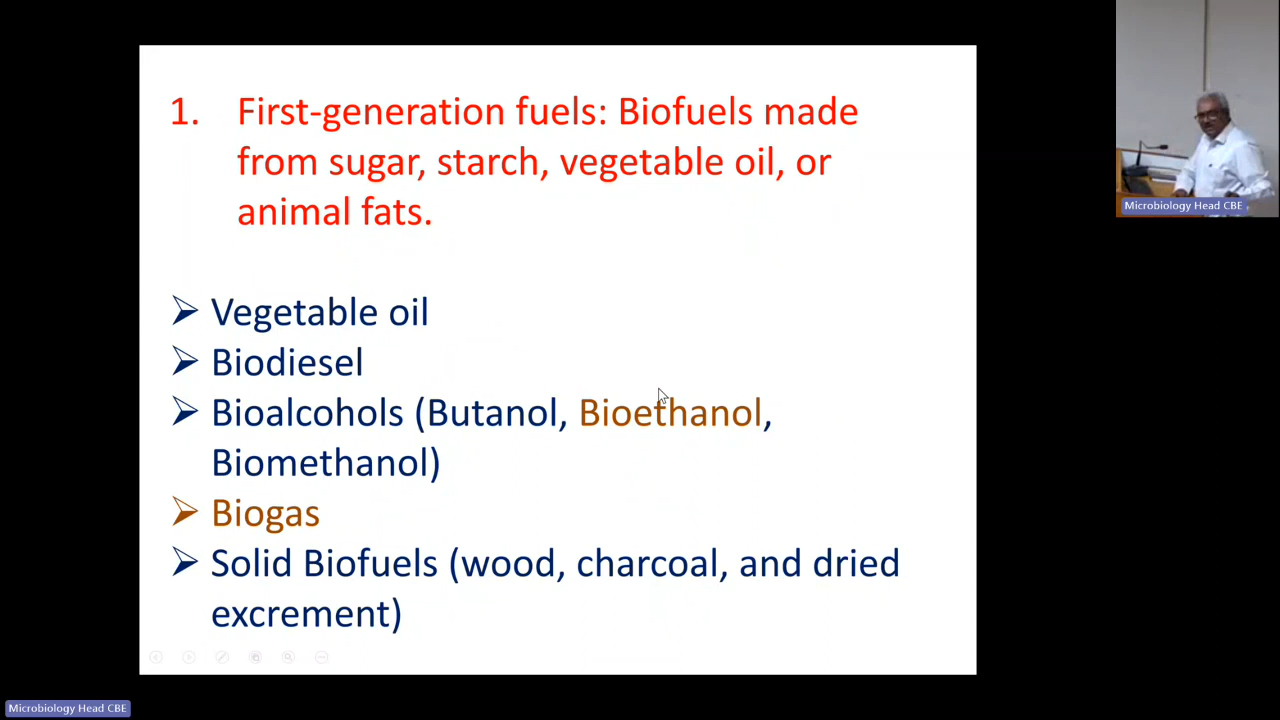 1. First-generation fuels: Biofuels made
from sugar, starch, vegetable oil, or
animal fats.
➢ Vegetable oil
➢ Biodiesel
➢ Bioalcohols (Butanol, Bioethanol,
Biomethanol)
➢ Biogas
➢ Solid Biofuels (wood, charcoal, and dried
excrement)
Microbiology Head CBE
Microbiology Head CBE